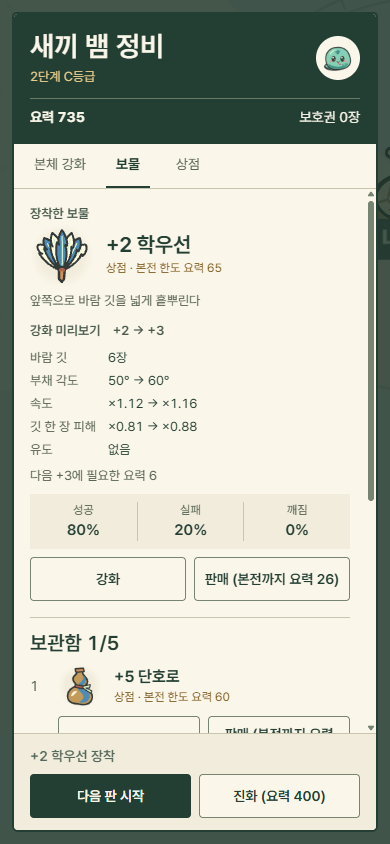 새끼 뱀 정비
2단계 C등급
요력 735 보호권 0장
본체 강화 보물 상점
장착한 보물
+2 학우선
상점 · 본전 한도 요력 65
앞쪽으로 바람 깃을 넓게 흩뿌린다
강화 미리보기 +2 → +3
바람 깃 6장
부채 각도 50° → 60°
속도 ×1.12 → ×1.16
깃 한 장 피해 ×0.81 → ×0.88
유도 없음
다음 +3에 필요한 요력 6
성공 실패 깨짐
80% 20% 0%
강화 판매 (본전까지 요력 26)
보관함 1/5
1 +5 단호로
상점 · 본전 한도 요력 60
판매 (본전까지 요력
+2 학우선 장착
다음 판 시작 진화 (요력 400)